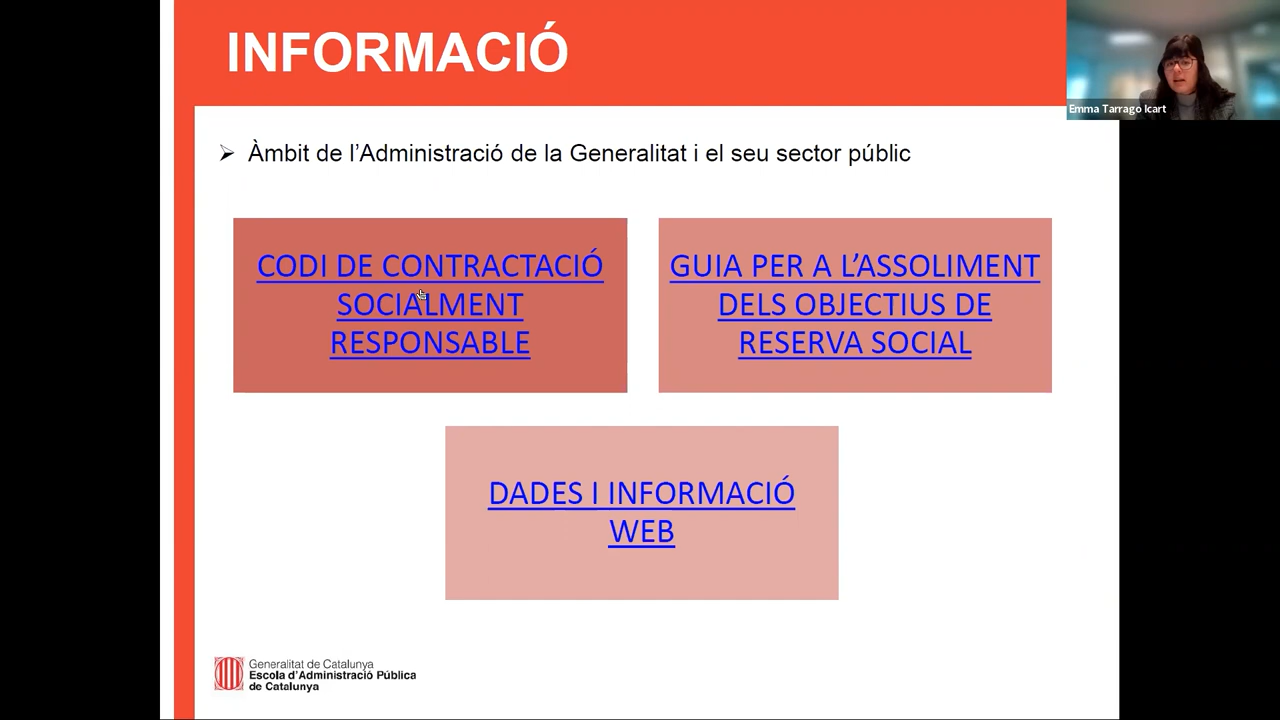 INFORMACIÓ
Emma Tarrago Icart
➢ Àmbit de l’Administració de la Generalitat i el seu sector públic
CODI DE CONTRACTACIÓ
SOCIALMENT
RESPONSABLE
GUIA PER A L’ASSOLIMENT
DELS OBJECTIUS DE
RESERVA SOCIAL
DADES I INFORMACIÓ
WEB
Generalitat de Catalunya
Escola d’Administració Pública
de Catalunya